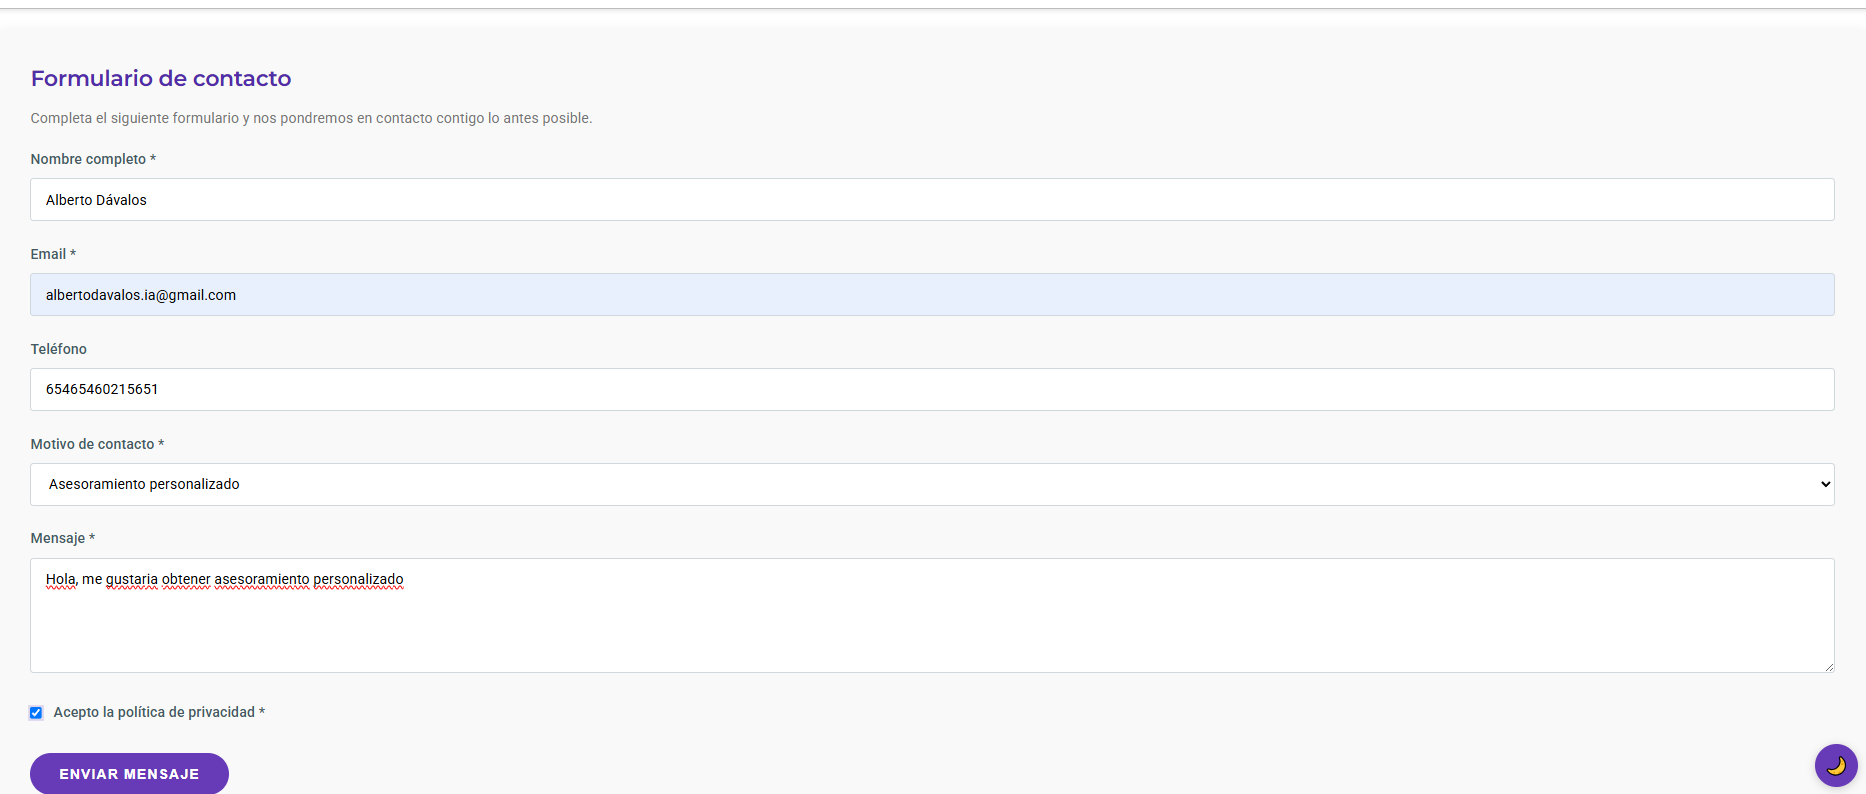 Formulario de contacto
Completa el siguiente formulario y nos pondremos en contacto contigo lo antes posible.
Nombre completo *
Alberto Dávalos
Email *
albertodavalos.ia@gmail.com
Teléfono
65465460215651
Motivo de contacto *
Asesoramiento personalizado
Mensaje *
Hola, me gustaria obtener asesoramiento personalizado
Acepto la política de privacidad *
ENVIAR MENSAJE